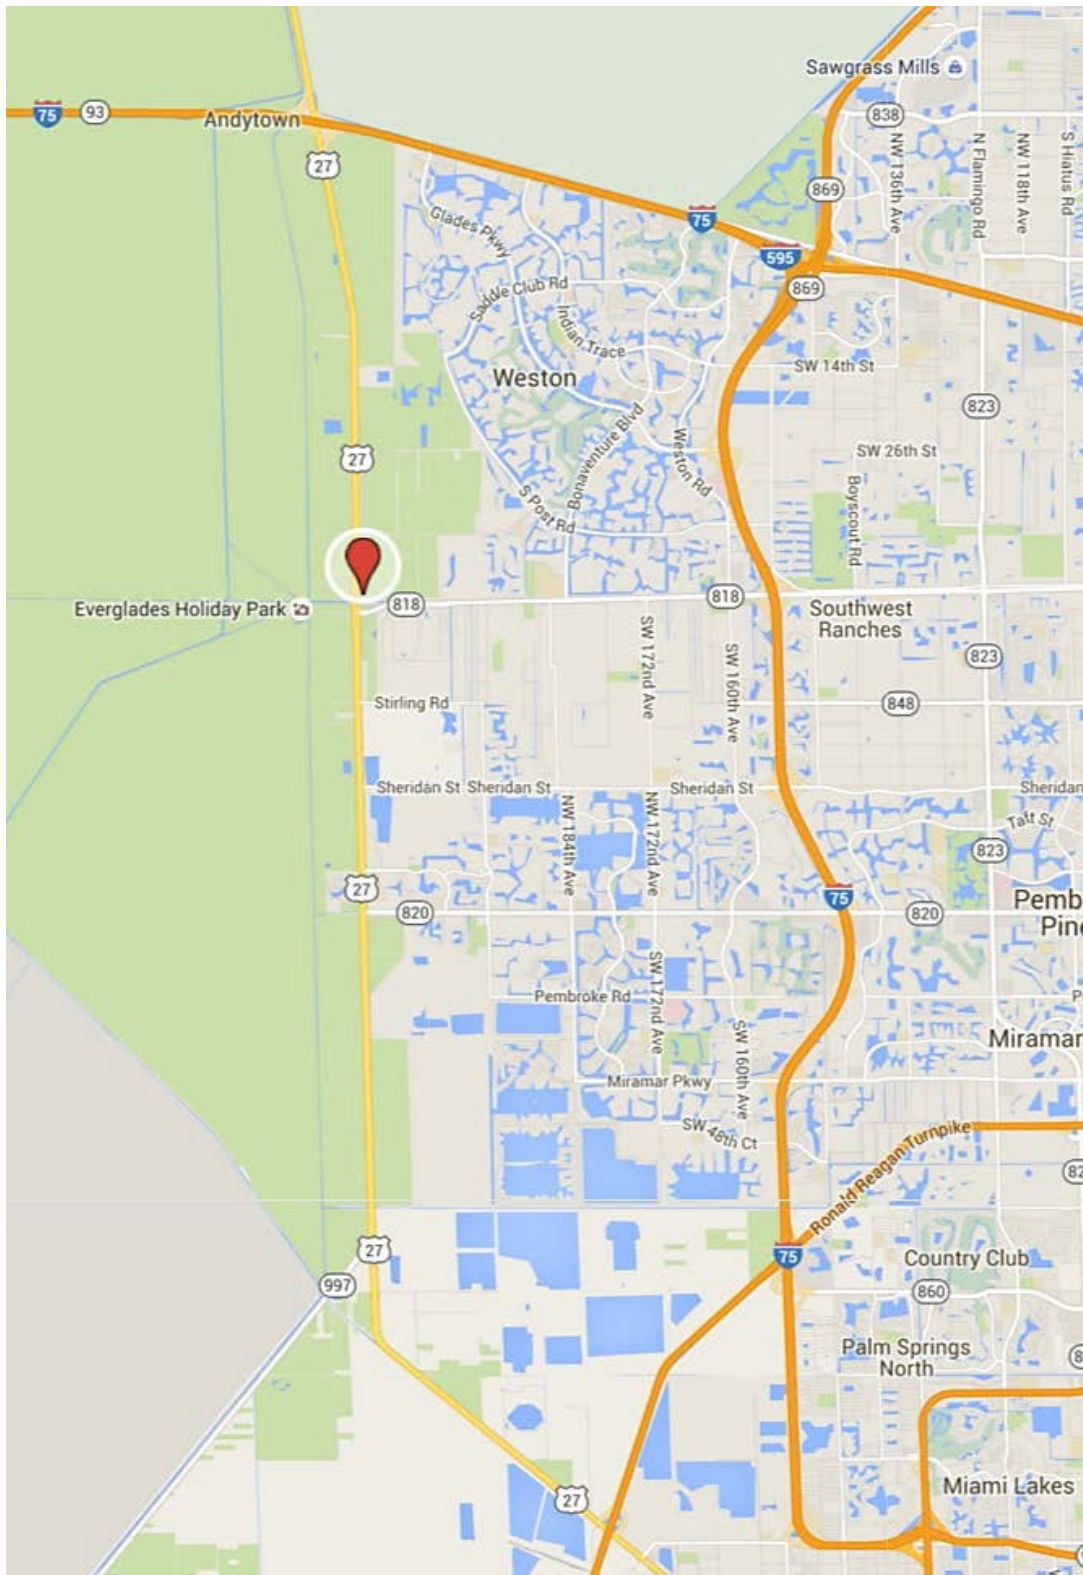 Sawgrass Mills
75
93
Andytown
838
27
869
NW 136th Ave
N Flamingo Rd
NW 118th Ave
S Hiatus Rd
75
Glades Pkwy
595
869
Saddle Club Rd
Indian Trace
SW 14th St
Weston
823
Bonaventure Blvd
Weston Rd
SW 26th St
27
Boyscout Rd
S Post Rd
Everglades Holiday Park
818
818
Southwest
Ranches
SW 172nd Ave
SW 160th Ave
823
Stirling Rd
848
Sheridan St
Sheridan St
Sheridan St
Sheridan
NW 184th Ave
NW 172nd Ave
Taft St
823
27
75
820
820
Pemb
Pine
SW 172nd Ave
Pembroke Rd
P
SW 160th Ave
Miramar
Miramar Pkwy
SW 48th Ct
Ronald Reagan Turnpike
82
27
75
Country Club
997
860
Palm Springs
North
8
Miami Lakes
27